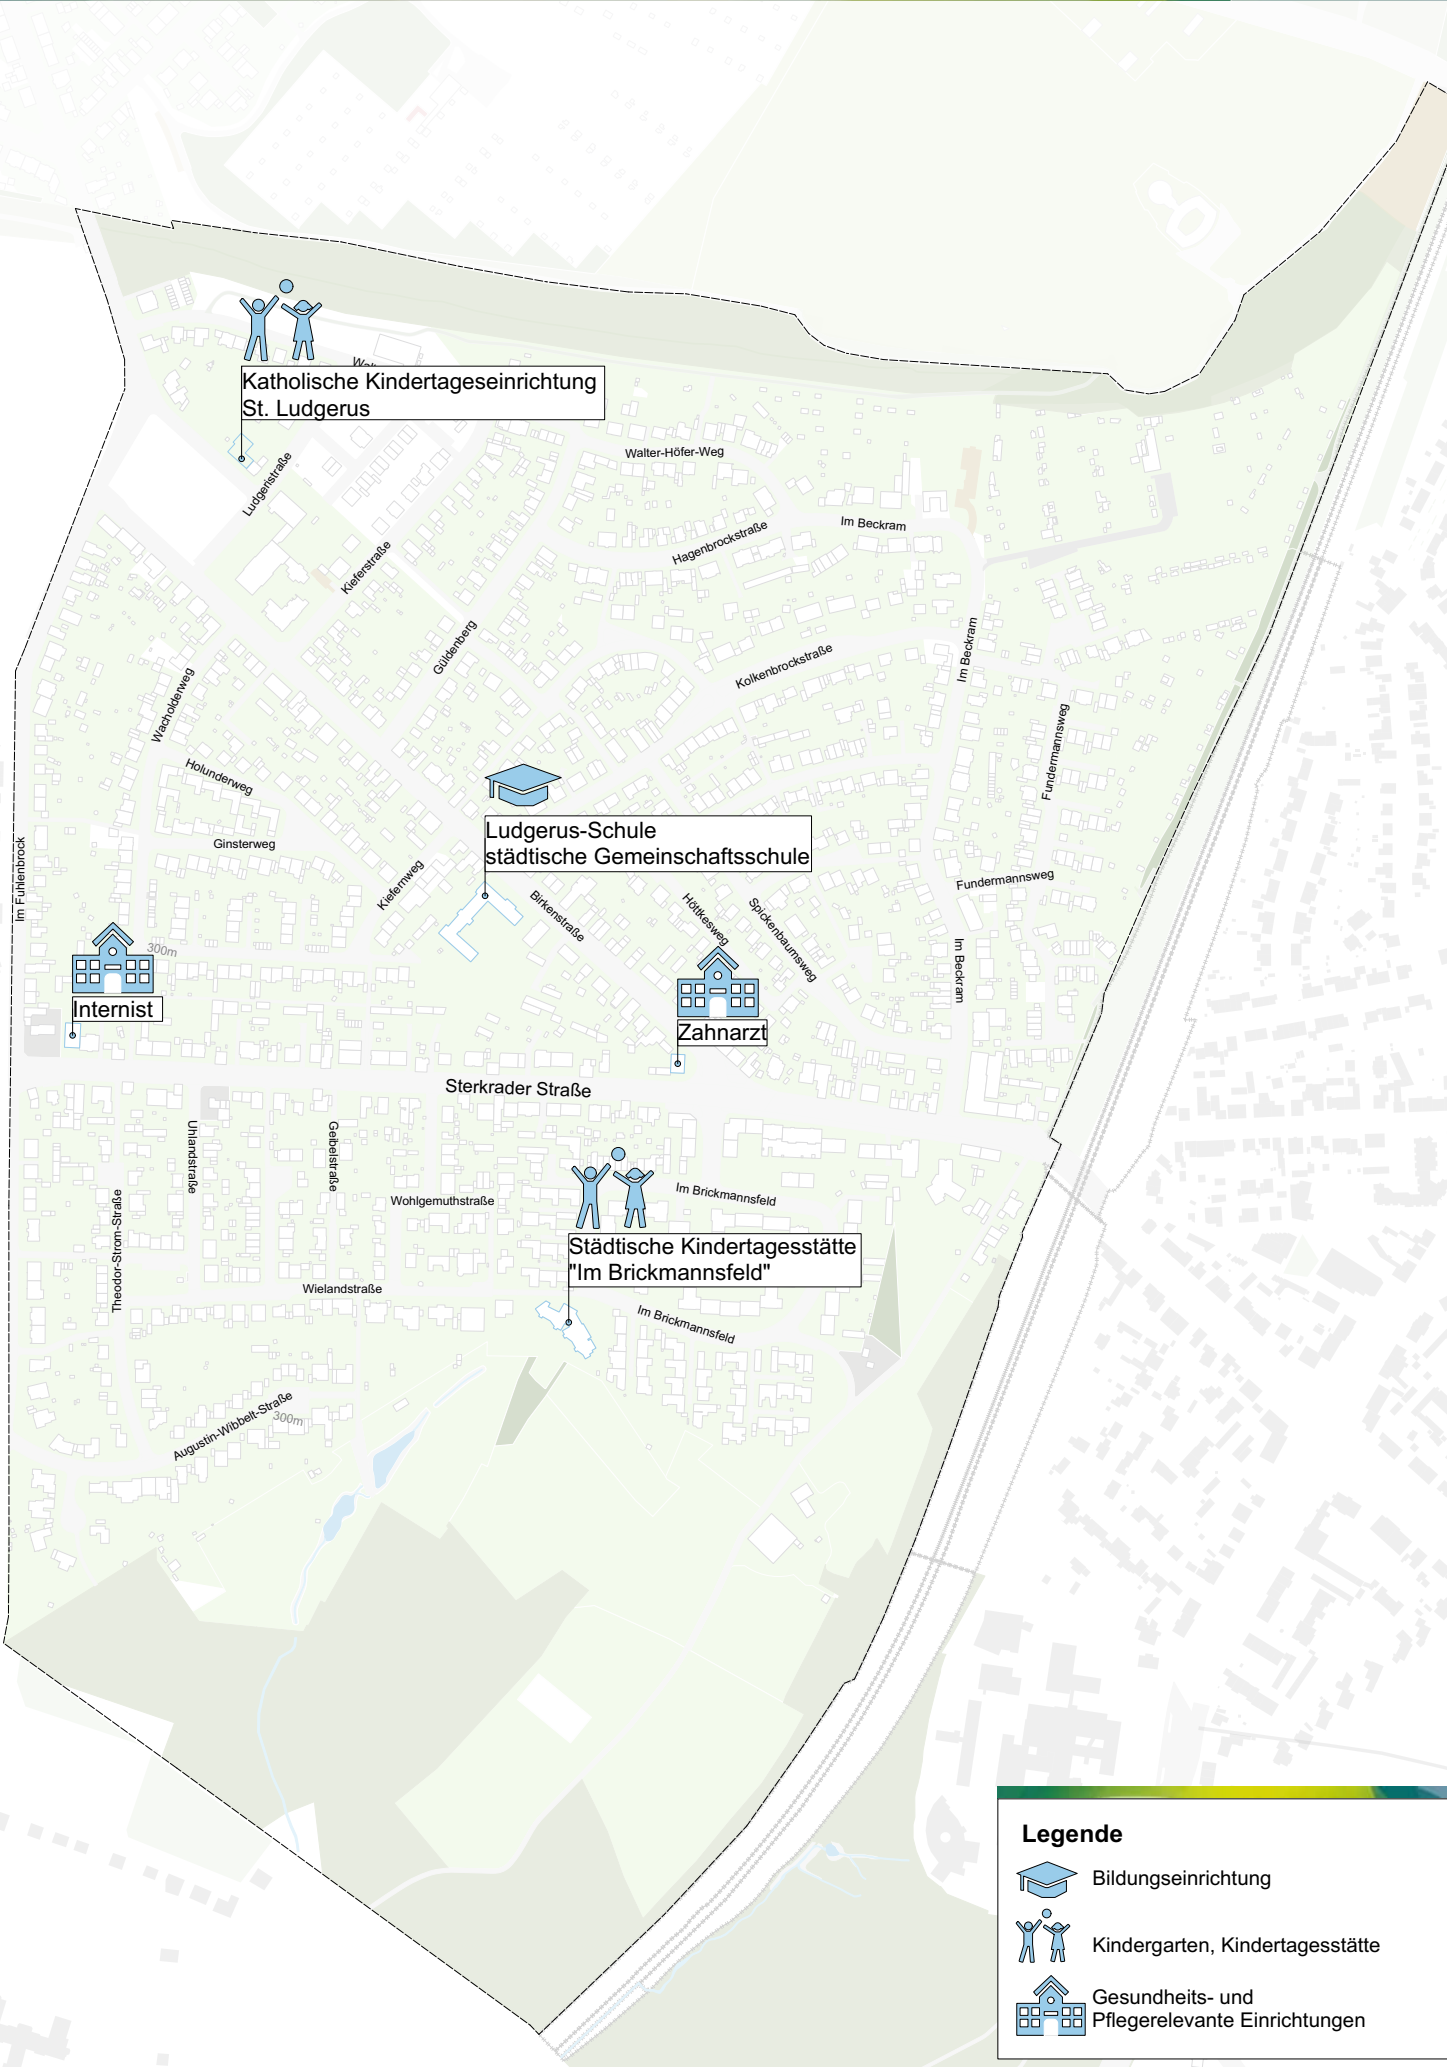 Katholische Kindertageseinrichtung
St. Ludgerus
Walter-Höfer-Weg
Ludgeristraße
Im Beckram
Hagenbrockstraße
Kieferstraße
Güldenberg
Im Beckram
Kolkenbrockstraße
Wacholderweg
Fundermannsweg
Holunderweg
Ludgerus-Schule
städtische Gemeinschaftsschule
Ginsterweg
Im Fuhlenbrock
Kiefernweg
Fundermannsweg
Birkenstraße
Höttkesweg
Spickenbaumsweg
300m
Im Beckram
Internist
Zahnarzt
Sterkrader Straße
Uhlandstraße
Geibelstraße
Wohlgemuthstraße
Im Brickmannsfeld
Theodor-Strom-Straße
Städtische Kindertagesstätte
"Im Brickmannsfeld"
Wielandstraße
Im Brickmannsfeld
Augustin-Wibbelt-Straße
300m
Legende
Bildungseinrichtung
Kindergarten, Kindertagesstätte
Gesundheits- und
Pflegerelevante Einrichtungen